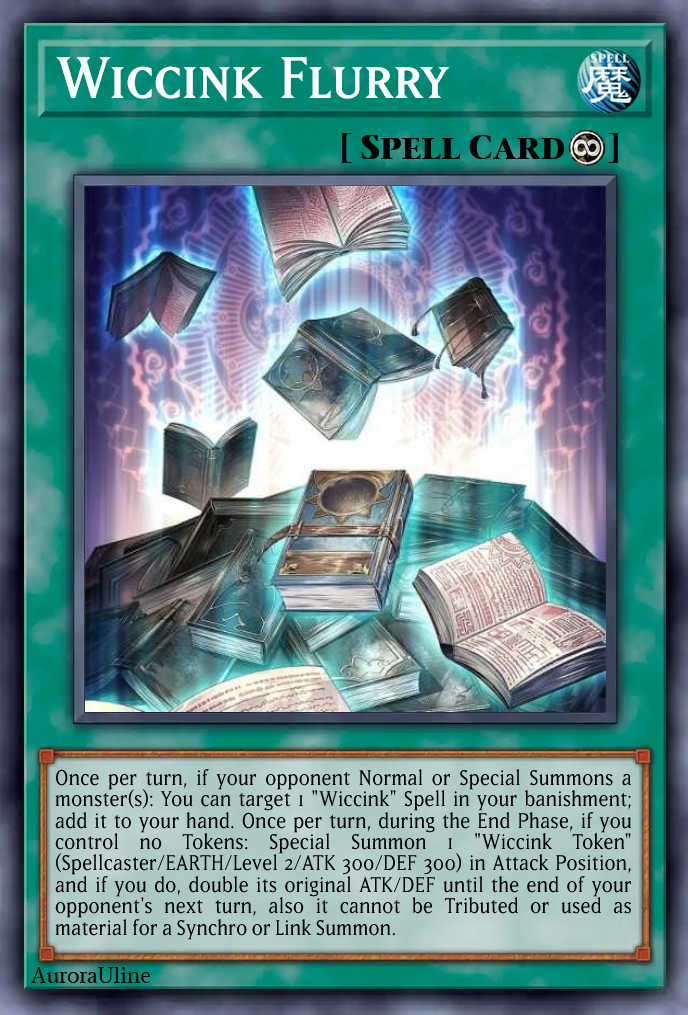 Wiccink Flurry
SPELL
魔
[ Spell Card ]
Once per turn, if your opponent Normal or Special Summons a
monster(s): You can target 1 "Wiccink" Spell in your banishment;
add it to your hand. Once per turn, during the End Phase, if you
control no Tokens: Special Summon 1 "Wiccink Token"
(Spellcaster/EARTH/Level 2/ATK 300/DEF 300) in Attack Position,
and if you do, double its original ATK/DEF until the end of your
opponent's next turn, also it cannot be Tributed or used as
material for a Synchro or Link Summon.
AuroraUline